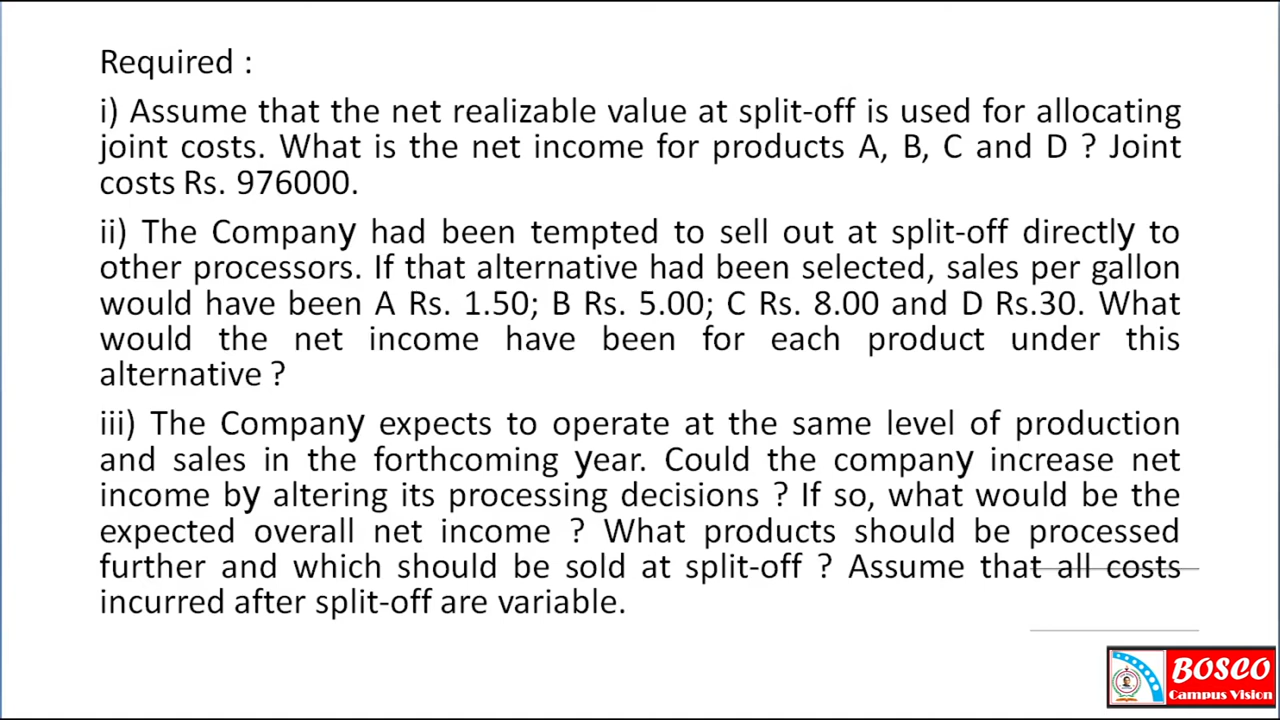 Required :
i) Assume that the net realizable value at split-off is used for allocating
joint costs. What is the net income for products A, B, C and D ? Joint
costs Rs. 976000.
ii) The Company had been tempted to sell out at split-off directly to
other processors. If that alternative had been selected, sales per gallon
would have been A Rs. 1.50; B Rs. 5.00; C Rs. 8.00 and D Rs.30. What
would the net income have been for each product under this
alternative ?
iii) The Company expects to operate at the same level of production
and sales in the forthcoming year. Could the company increase net
income by altering its processing decisions ? If so, what would be the
expected overall net income ? What products should be processed
further and which should be sold at split-off ? Assume that all costs
incurred after split-off are variable.
BOSCO
Campus Vision